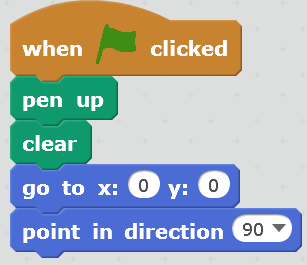 when clicked
pen up
clear
go to x: 0 y: 0
point in direction 90